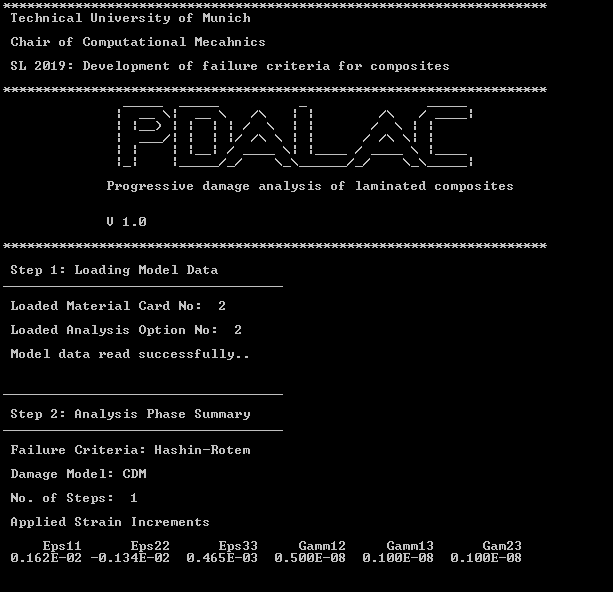 ********************************************************************
Technical University of Munich
Chair of Computational Mecahnics
SL 2019: Development of failure criteria for composites
********************************************************************
PDALAC
Progressive damage analysis of laminated composites
V 1.0
********************************************************************
Step 1: Loading Model Data
Loaded Material Card No: 2
Loaded Analysis Option No: 2
Model data read successfully..
Step 2: Analysis Phase Summary
Failure Criteria: Hashin-Rotem
Damage Model: CDM
No. of Steps: 1
Applied Strain Increments
Eps11 Eps22 Eps33 Gamm12 Gamm13 Gam23
0.162E-02 -0.134E-02 0.465E-03 0.500E-08 0.100E-08 0.100E-08